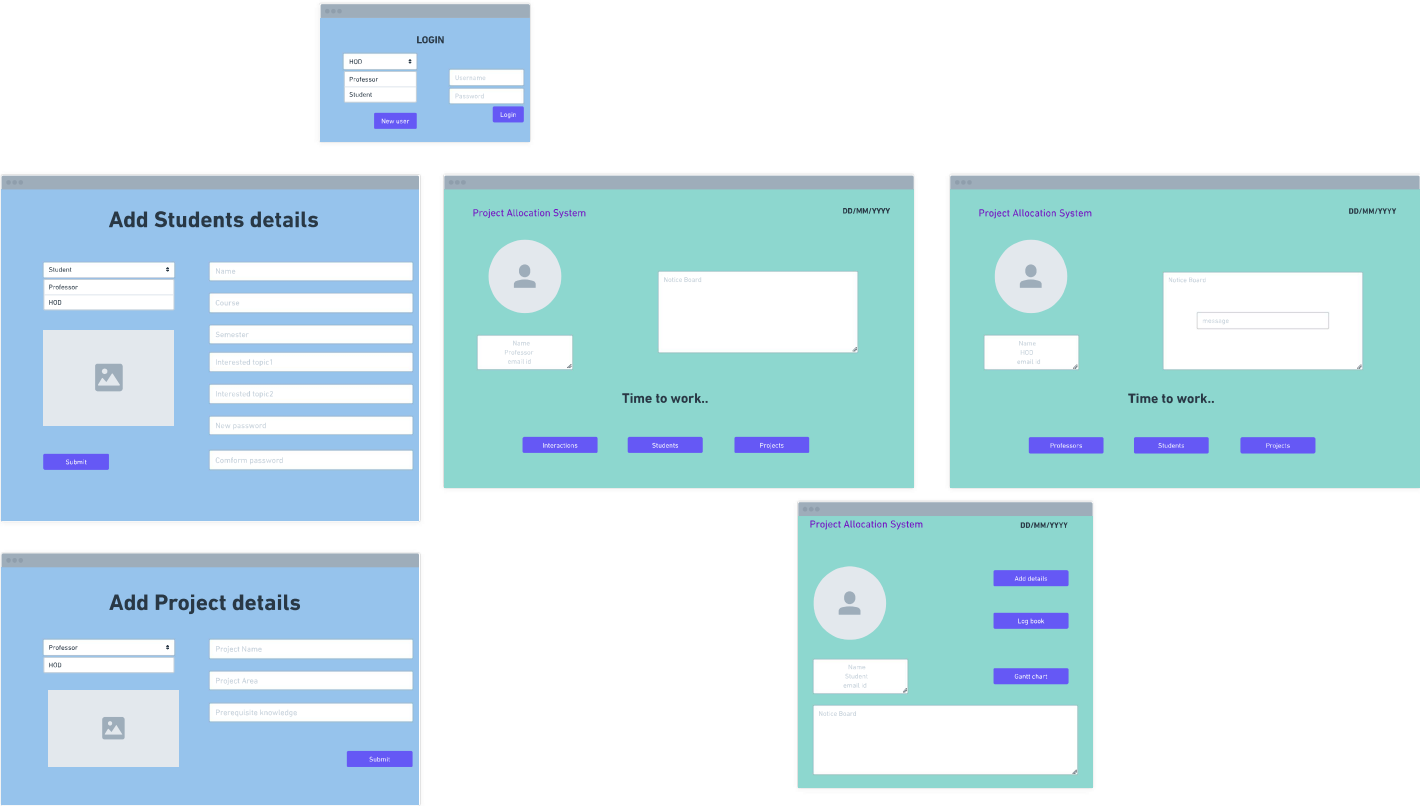 LOGIN
HOD
Professor
Student
Username
Password
New user
Login
Add Students details
Student
Professor
HOD
Name
Course
Semester
Interested topic1
Interested topic2
New password
Comform password
Submit
Project Allocation System
DD/MM/YYYY
Notice Board
Name
Professor
email id
Time to work..
Interactions
Students
Projects
Project Allocation System
DD/MM/YYYY
Notice Board
message
Name
HOD
email id
Time to work..
Professors
Students
Projects
Add Project details
Professor
HOD
Project Name
Project Area
Prerequisite knowledge
Submit
Project Allocation System
DD/MM/YYYY
Add details
Log book
Name
Student
email id
Gantt chart
Notice Board